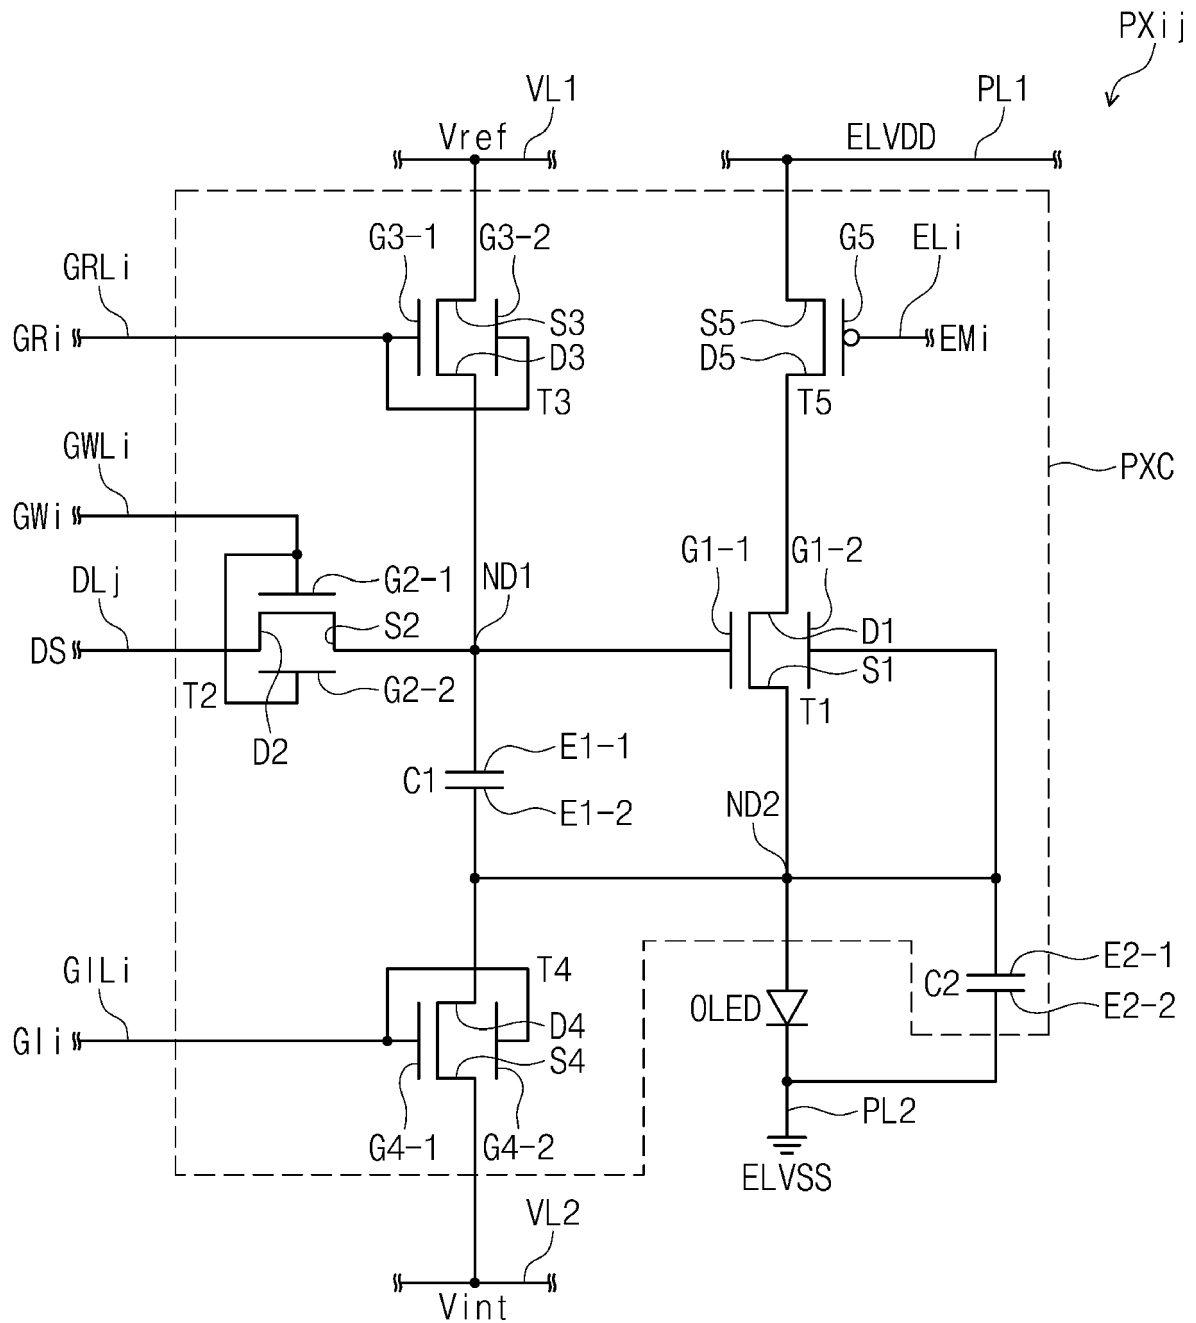 PXij
VL1
PL1
Vref
ELVDD
G3-1
G3-2
G5
ELi
GRLi
GRi
S3
S5
EMi
D3
D5
T3
T5
GWLi
PXC
GWi
G1-1
G1-2
DLj
G2-1
ND1
DS
S2
D1
S1
T2
G2-2
T1
D2
E1-1
C1
E1-2
ND2
GILi
T4
E2-1
C2
OLED
E2-2
D4
GIi
S4
PL2
G4-1
G4-2
ELVSS
VL2
Vint